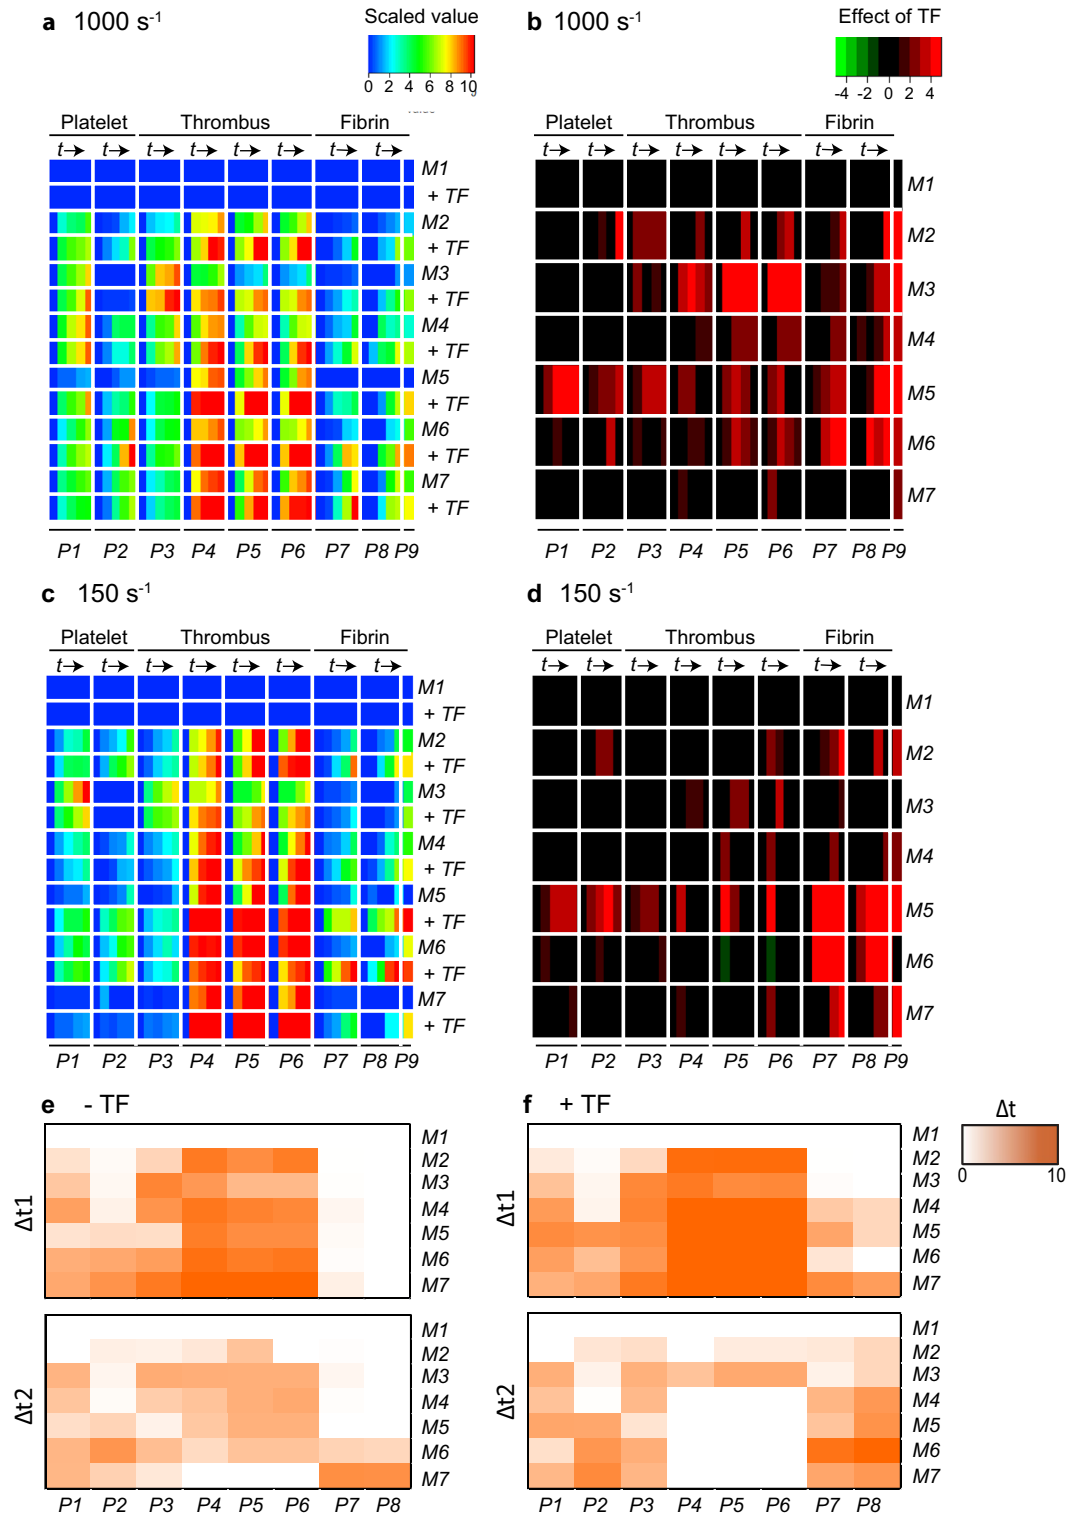 a 1000 s-1
Scaled value
0 2 4 6 8 10
Platelet Thrombus Fibrin
t→ t→ t→ t→ t→ t→ t→ t→
M1
+ TF
M2
+ TF
M3
+ TF
M4
+ TF
M5
+ TF
M6
+ TF
M7
+ TF
P1 P2 P3 P4 P5 P6 P7 P8 P9
b 1000 s-1
Effect of TF
-4 -2 0 2 4
Platelet Thrombus Fibrin
t→ t→ t→ t→ t→ t→ t→ t→
M1
M2
M3
M4
M5
M6
M7
P1 P2 P3 P4 P5 P6 P7 P8 P9
c 150 s-1
Platelet Thrombus Fibrin
t→ t→ t→ t→ t→ t→ t→ t→
M1
+ TF
M2
+ TF
M3
+ TF
M4
+ TF
M5
+ TF
M6
+ TF
M7
+ TF
P1 P2 P3 P4 P5 P6 P7 P8 P9
d 150 s-1
Platelet Thrombus Fibrin
t→ t→ t→ t→ t→ t→ t→ t→
M1
M2
M3
M4
M5
M6
M7
P1 P2 P3 P4 P5 P6 P7 P8 P9
e - TF
Δt1
M1
M2
M3
M4
M5
M6
M7
Δt2
M1
M2
M3
M4
M5
M6
M7
P1 P2 P3 P4 P5 P6 P7 P8
f + TF
Δt
0 10
Δt1
M1
M2
M3
M4
M5
M6
M7
Δt2
M1
M2
M3
M4
M5
M6
M7
P1 P2 P3 P4 P5 P6 P7 P8